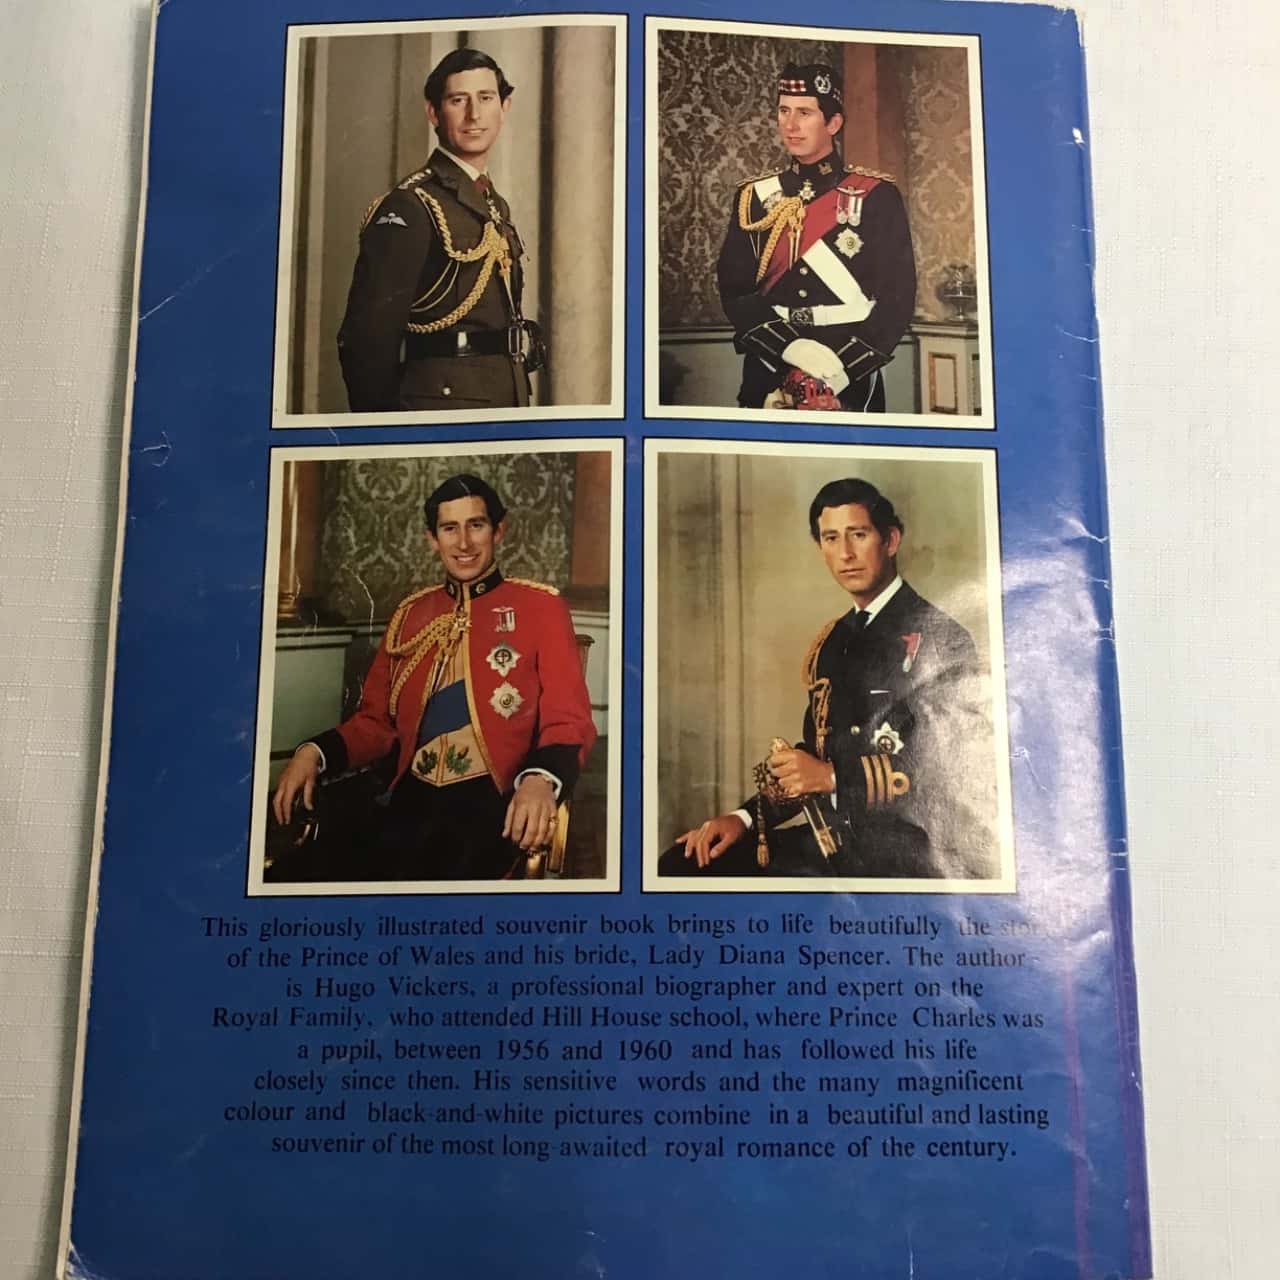 This gloriously illustrated souvenir book brings to life beautifully the story
of the Prince of Wales and his bride, Lady Diana Spencer. The author
is Hugo Vickers, a professional biographer and expert on the
Royal Family, who attended Hill House school, where Prince Charles was
a pupil, between 1956 and 1960 and has followed his life
closely since then. His sensitive words and the many magnificent
colour and black-and-white pictures combine in a beautiful and lasting
souvenir of the most long-awaited royal romance of the century.